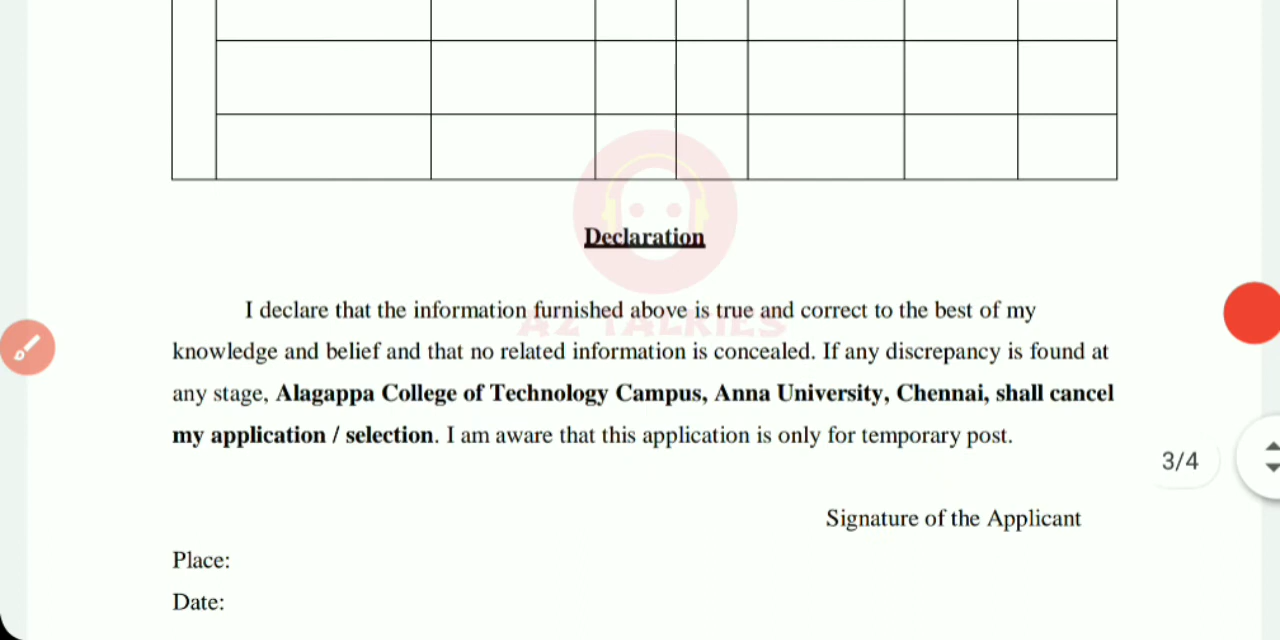 Declaration
AZ TALKIES
I declare that the information furnished above is true and correct to the best of my
knowledge and belief and that no related information is concealed. If any discrepancy is found at
any stage, Alagappa College of Technology Campus, Anna University, Chennai, shall cancel
my application / selection. I am aware that this application is only for temporary post.
3/4
Signature of the Applicant
Place:
Date: